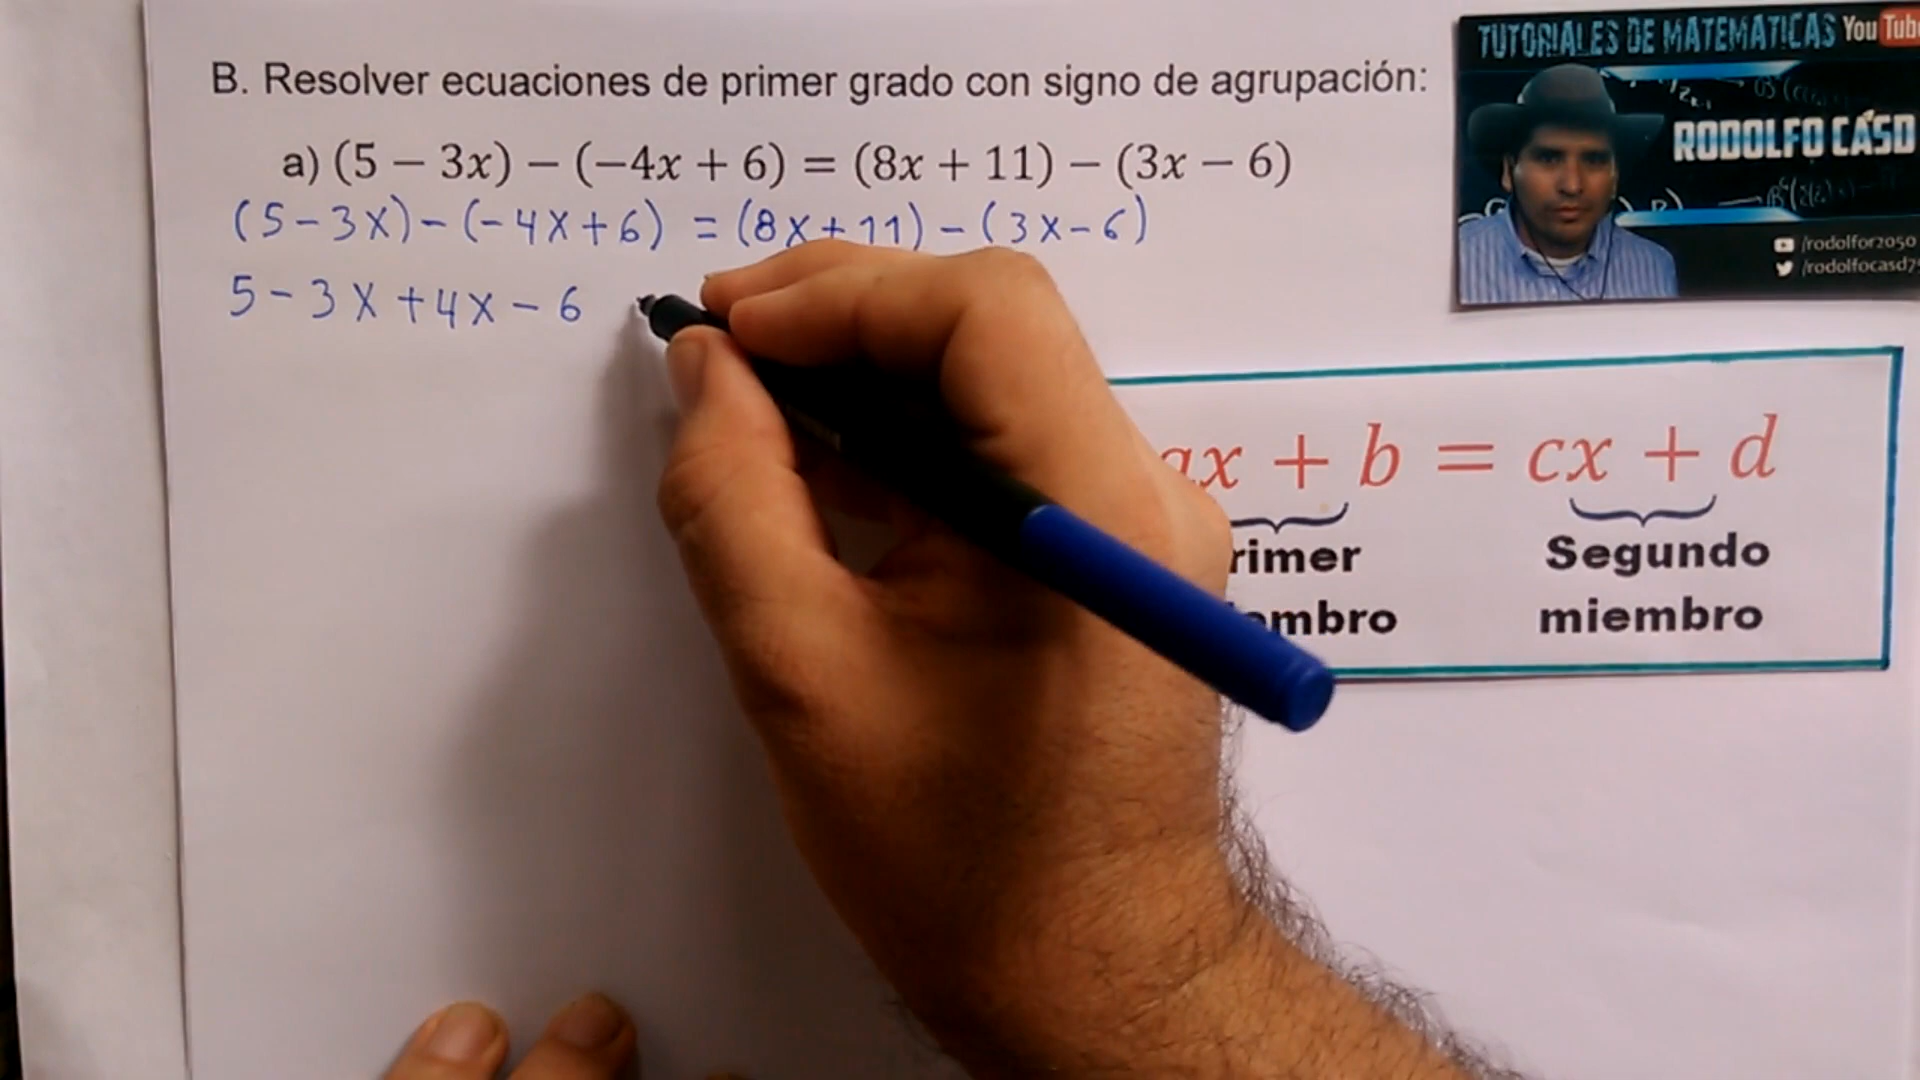 B. Resolver ecuaciones de primer grado con signo de agrupación:
a) (5 − 3x) − (−4x + 6) = (8x + 11) − (3x − 6)
(5-3X)-(-4X+6) = (8X+11)-(3X-6)
5-3X+4X-6
TUTORIALES DE MATEMATICAS You Tub
RODOLFO CASD
/rodolfor2050
/rodolfocasd7
ax + b = cx + d
rimer
Segundo
embro
miembro